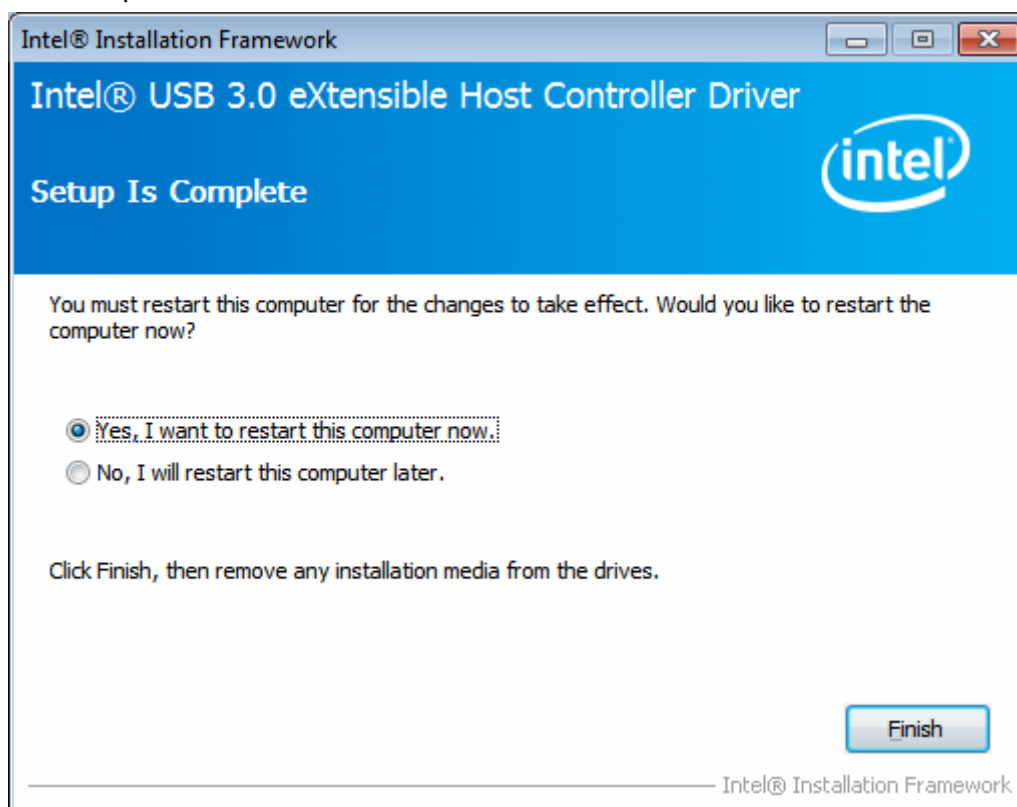 Intel® Installation Framework
Intel® USB 3.0 eXtensible Host Controller Driver
intel
Setup Is Complete
You must restart this computer for the changes to take effect. Would you like to restart the
computer now?
Yes, I want to restart this computer now.
No, I will restart this computer later.
Click Finish, then remove any installation media from the drives.
Finish
Intel® Installation Framework